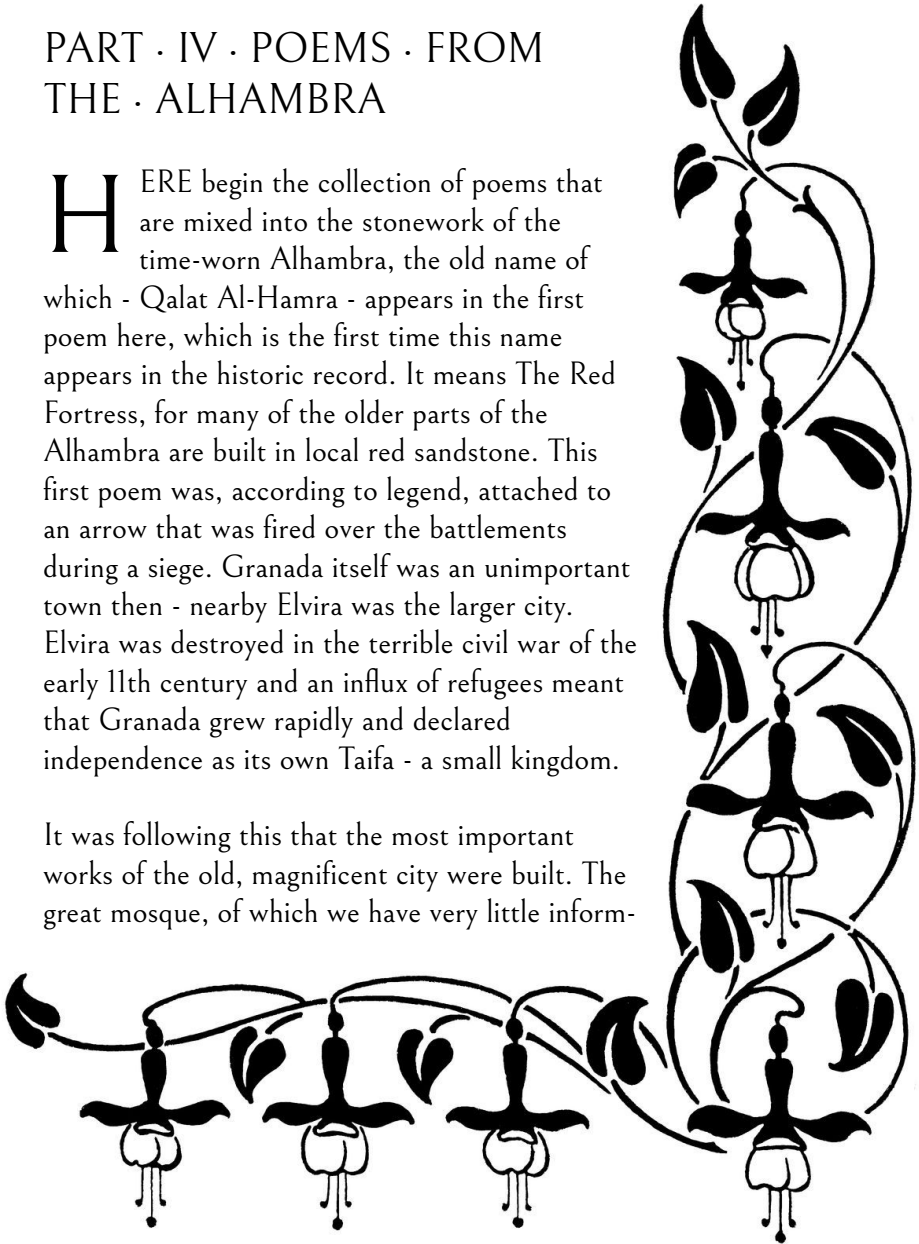 PART · IV · POEMS · FROM
THE · ALHAMBRA
HERE begin the collection of poems that
are mixed into the stonework of the
time-worn Alhambra, the old name of
which - Qalat Al-Hamra - appears in the first
poem here, which is the first time this name
appears in the historic record. It means The Red
Fortress, for many of the older parts of the
Alhambra are built in local red sandstone. This
first poem was, according to legend, attached to
an arrow that was fired over the battlements
during a siege. Granada itself was an unimportant
town then - nearby Elvira was the larger city.
Elvira was destroyed in the terrible civil war of the
early 11th century and an influx of refugees meant
that Granada grew rapidly and declared
independence as its own Taifa - a small kingdom.
It was following this that the most important
works of the old, magnificent city were built. The
great mosque, of which we have very little inform-